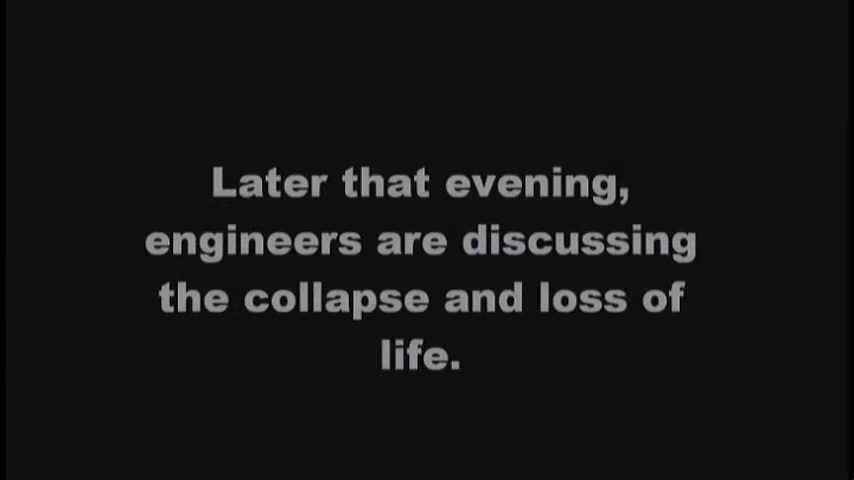 Later that evening,
engineers are discussing
the collapse and loss of
life.